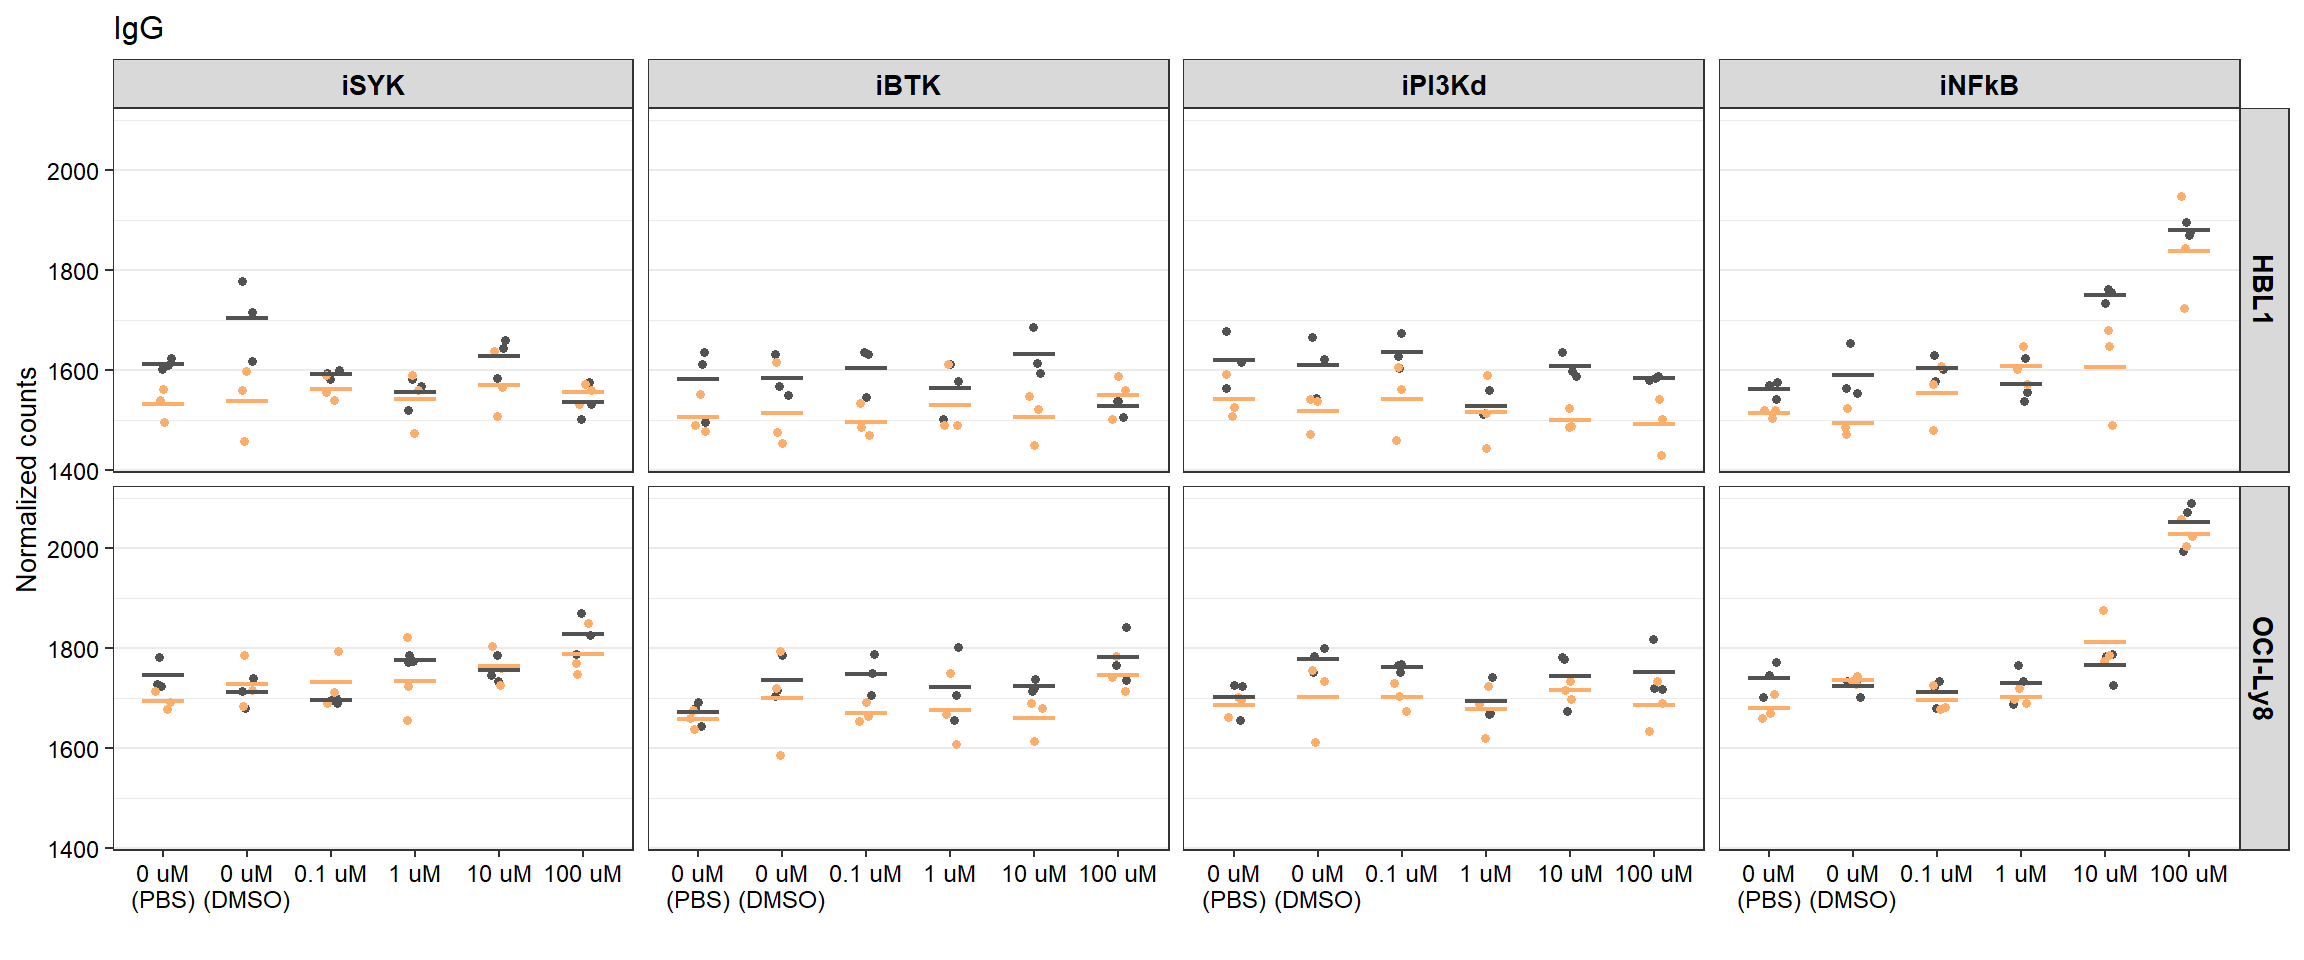 IgG
iSYK iBTK iPI3Kd iNFkB
Normalized counts
2000
1800
1600
1400
HBL1
2000
1800
1600
1400
OCI-Ly8
0 uM 0 uM 0.1 uM 1 uM 10 uM 100 uM 0 uM 0 uM 0.1 uM 1 uM 10 uM 100 uM 0 uM 0 uM 0.1 uM 1 uM 10 uM 100 uM 0 uM 0 uM 0.1 uM 1 uM 10 uM 100 uM
(PBS) (DMSO) (PBS) (DMSO) (PBS) (DMSO) (PBS) (DMSO)